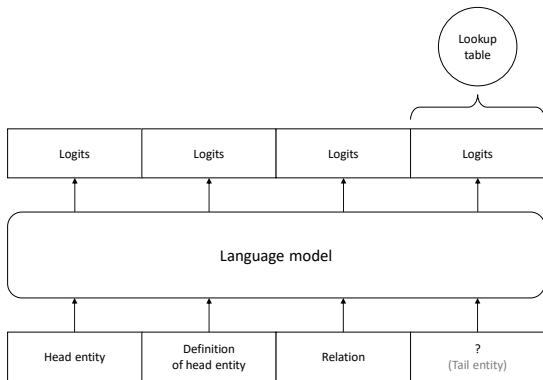 Lookup
table
Logits
Logits
Logits
Logits
Language model
Head entity
Definition
of head entity
Relation
?
(Tail entity)